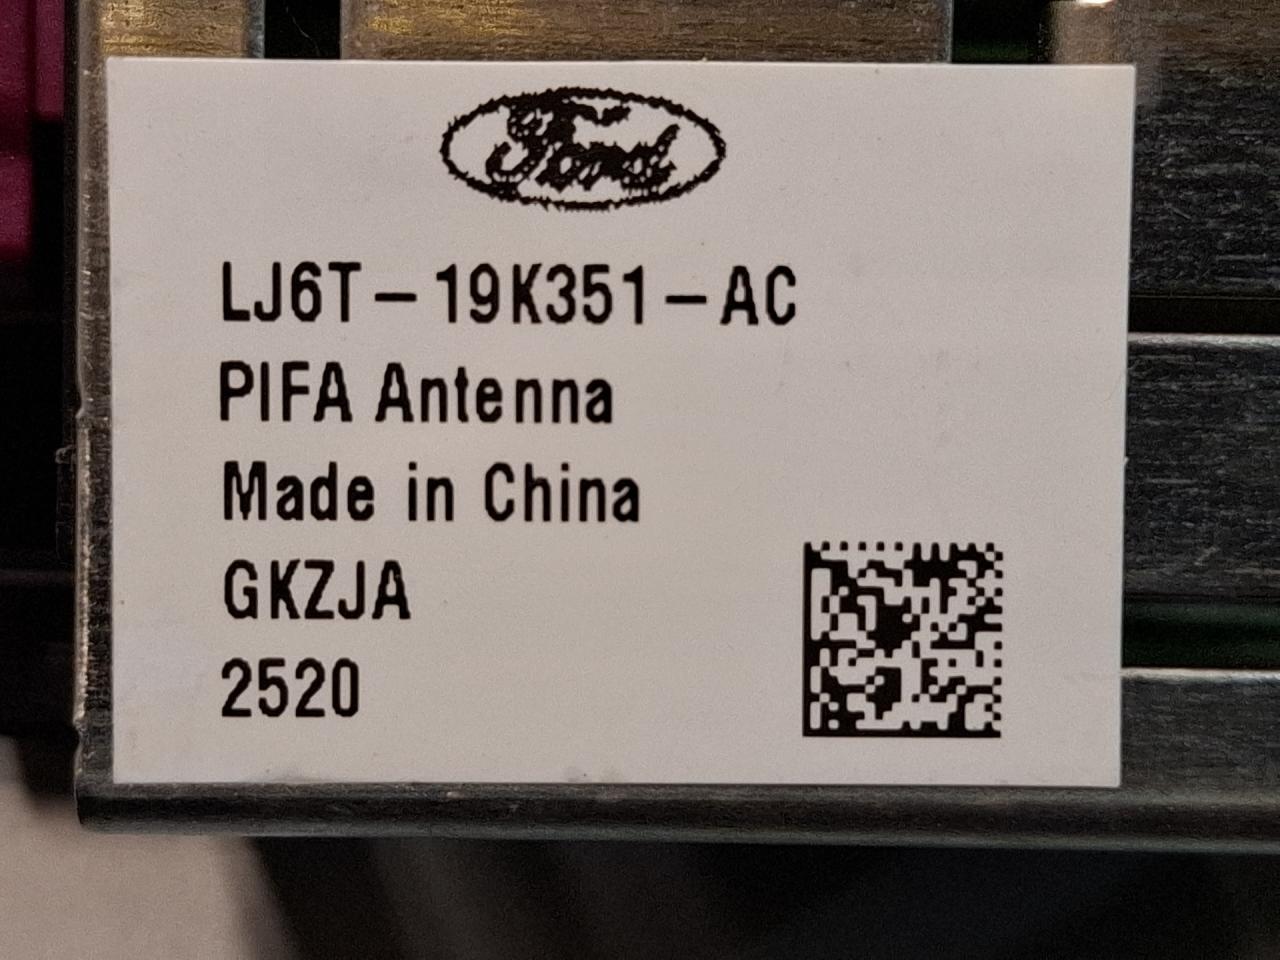 Ford
LJ6T-19K351-AC
PIFA Antenna
Made in China
GKZJA
2520